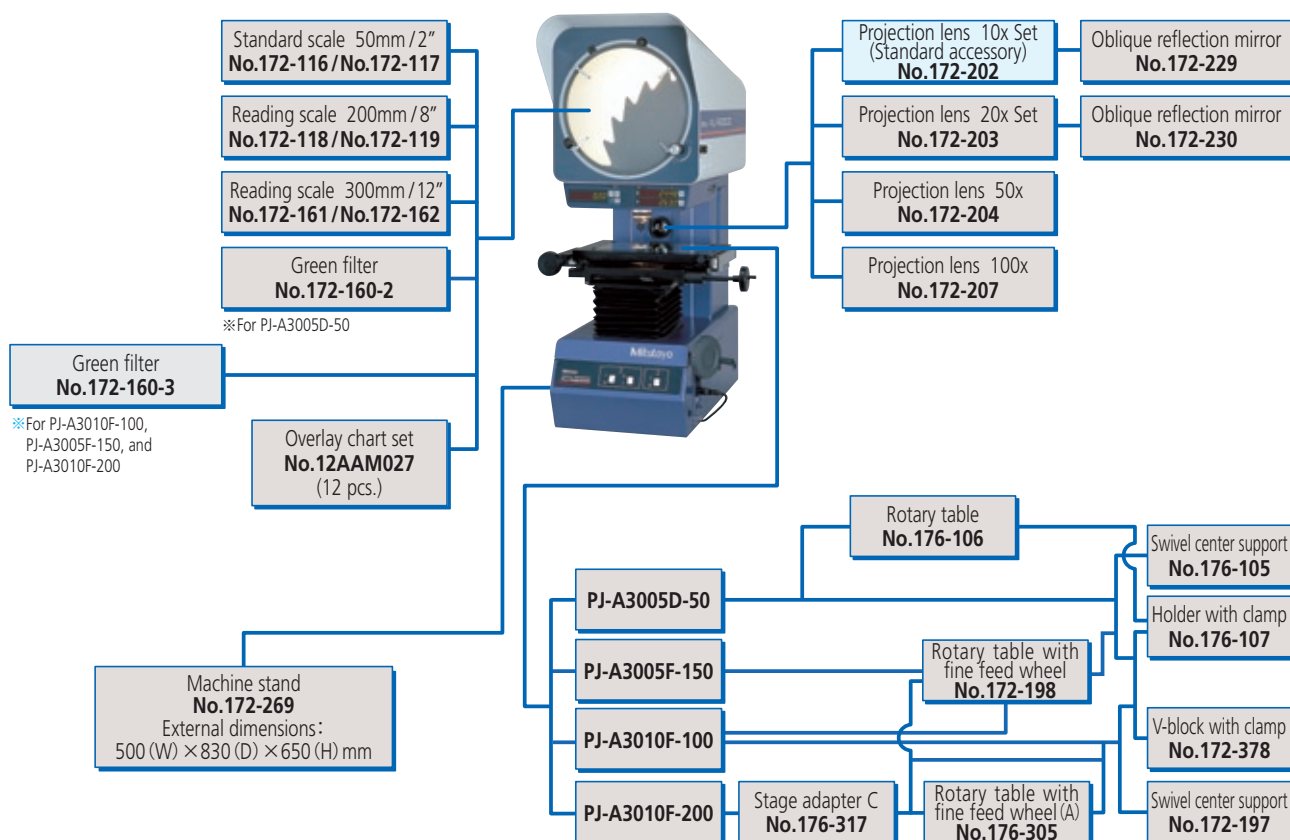 Standard scale 50mm/2″
No.172-116/No.172-117
Reading scale 200mm/8″
No.172-118/No.172-119
Reading scale 300mm/12″
No.172-161/No.172-162
Green filter
No.172-160-2
※For PJ-A3005D-50
Green filter
No.172-160-3
※For PJ-A3010F-100,
PJ-A3005F-150, and
PJ-A3010F-200
Overlay chart set
No.12AAM027
(12 pcs.)
Mitutoyo
Projection lens 10x Set
(Standard accessory)
No.172-202
Oblique reflection mirror
No.172-229
Projection lens 20x Set
No.172-203
Oblique reflection mirror
No.172-230
Projection lens 50x
No.172-204
Projection lens 100x
No.172-207
Machine stand
No.172-269
External dimensions:
500 (W) ×830 (D) ×650 (H) mm
PJ-A3005D-50
PJ-A3005F-150
PJ-A3010F-100
PJ-A3010F-200
Rotary table
No.176-106
Rotary table with
fine feed wheel
No.172-198
Stage adapter C
No.176-317
Rotary table with
fine feed wheel (A)
No.176-305
Swivel center support
No.176-105
Holder with clamp
No.176-107
V-block with clamp
No.172-378
Swivel center support
No.172-197